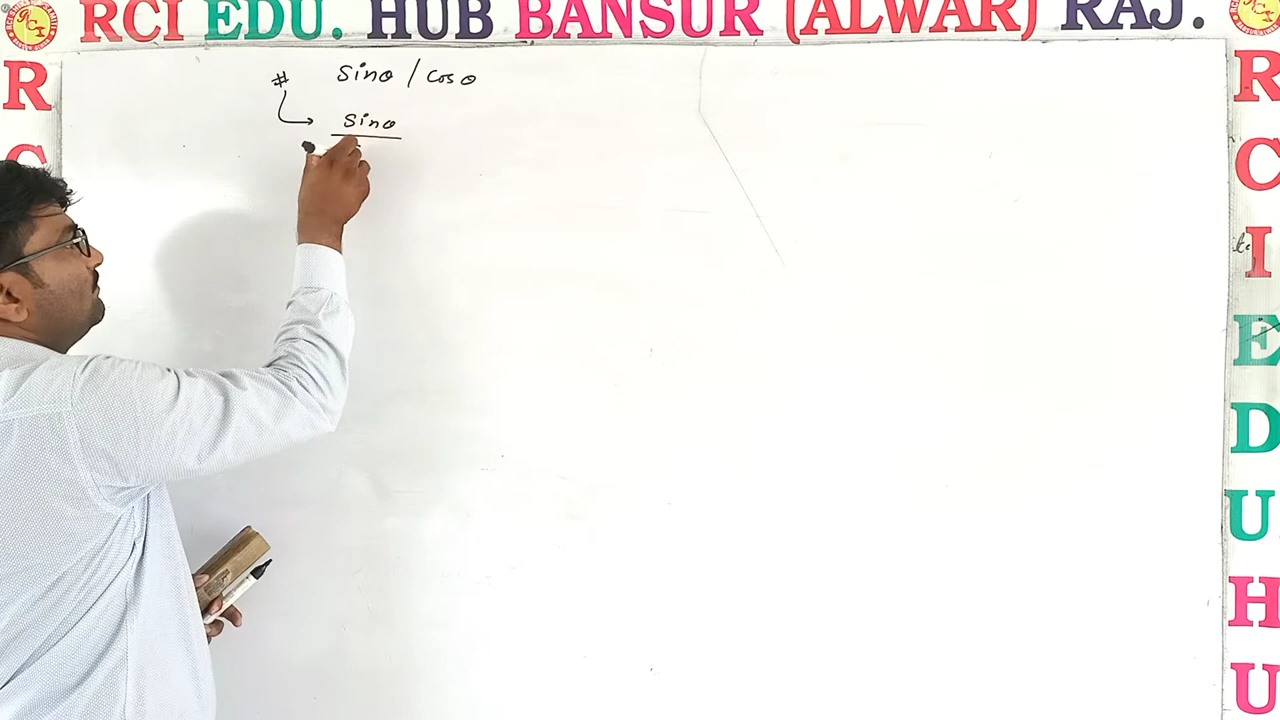 RCI EDU. HUB BANSUR (ALWAR) RAJ.
# sinθ / cosθ
sinθ
R
C
R
C
I
E
D
U
H
U